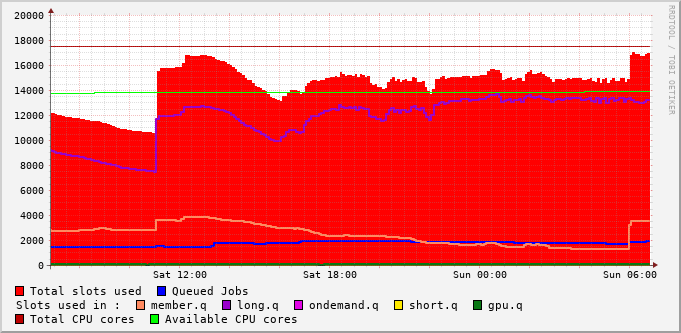 20000
18000
16000
14000
12000
10000
8000
6000
4000
2000
0
Sat 12:00 Sat 18:00 Sun 00:00 Sun 06:00
RRDTOOL / TOBI OETIKER
Total slots used Queued Jobs
Slots used in : member.q long.q ondemand.q short.q gpu.q
Total CPU cores Available CPU cores